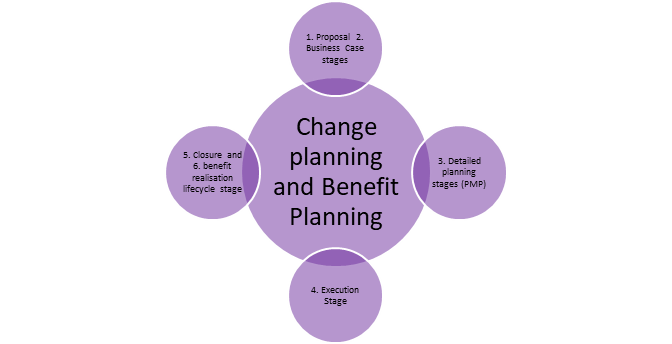 1. Proposal 2.
Business Case
stages
Change
planning
and Benefit
Planning
5. Closure and
6. benefit
realisation
lifecycle stage
3. Detailed
planning
stages (PMP)
4. Execution
Stage